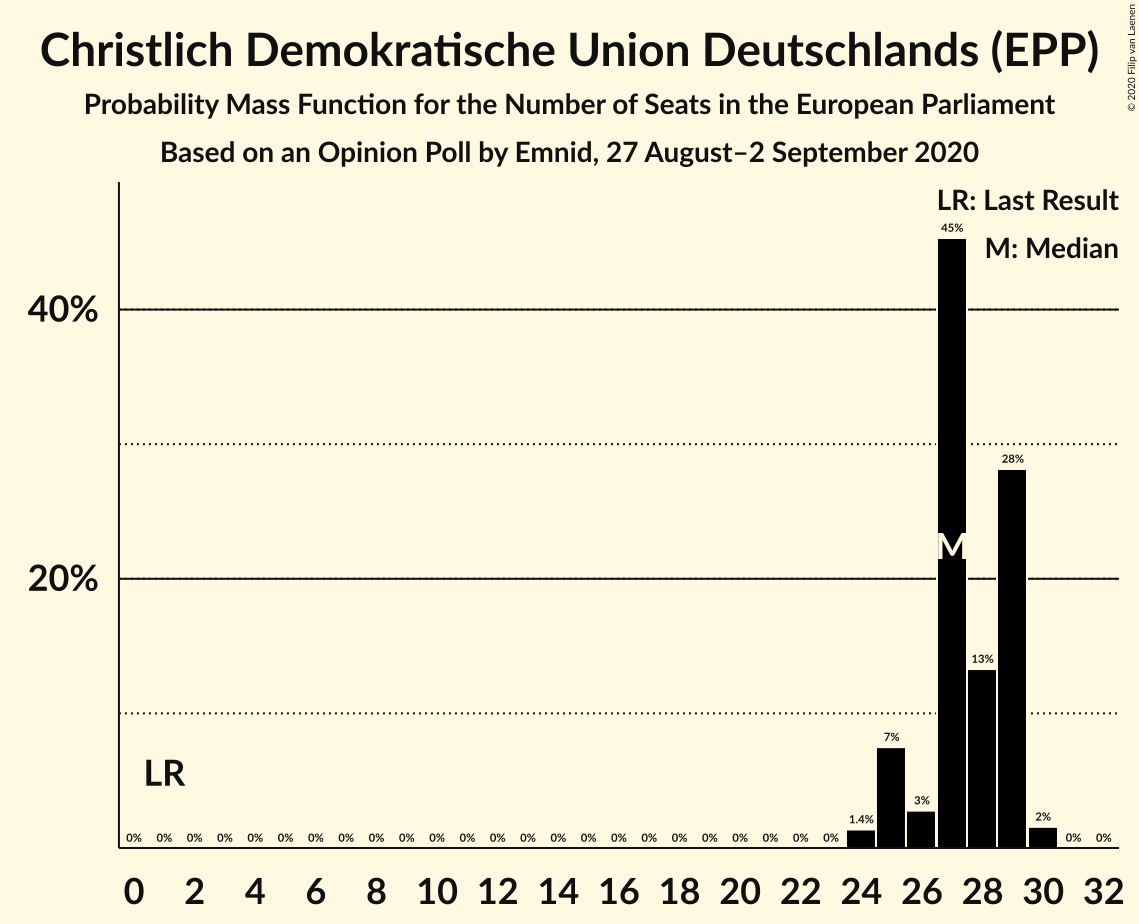 Christlich Demokratische Union Deutschlands (EPP)
Probability Mass Function for the Number of Seats in the European Parliament
Based on an Opinion Poll by Emnid, 27 August–2 September 2020
© 2020 Filip van Laenen
LR: Last Result
M: Median
45%
40%
28%
M
20%
13%
7%
LR
3%
2%
1.4%
0% 0% 0% 0% 0% 0% 0% 0% 0% 0% 0% 0% 0% 0% 0% 0% 0% 0% 0% 0% 0% 0% 0% 0% 0% 0%
0 2 4 6 8 10 12 14 16 18 20 22 24 26 28 30 32